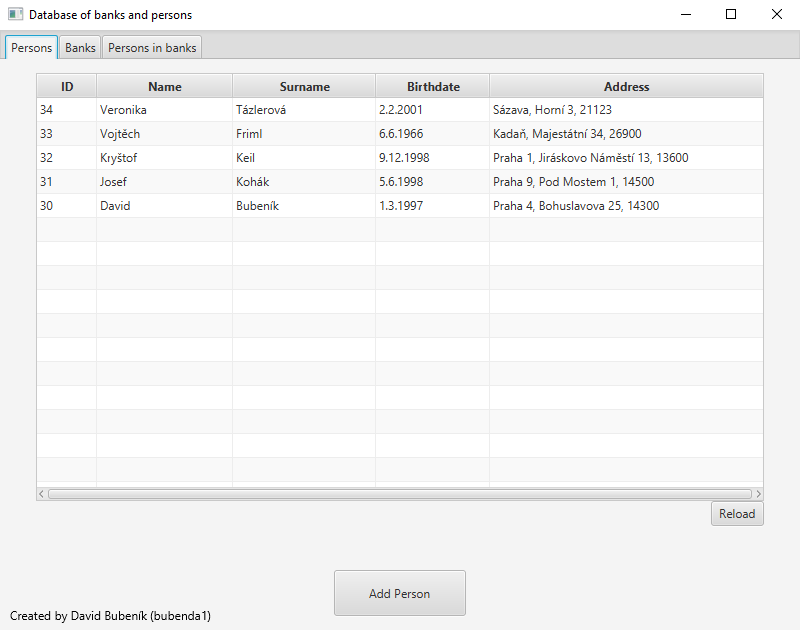 Database of banks and persons
Persons Banks Persons in banks
ID Name Surname Birthdate Address
34 Veronika Tázlerová 2.2.2001 Sázava, Horní 3, 21123
33 Vojtěch Friml 6.6.1966 Kadaň, Majestátní 34, 26900
32 Kryštof Keil 9.12.1998 Praha 1, Jiráskovo Náměstí 13, 13600
31 Josef Kohák 5.6.1998 Praha 9, Pod Mostem 1, 14500
30 David Bubeník 1.3.1997 Praha 4, Bohuslavova 25, 14300
Reload
Add Person
Created by David Bubeník (bubenda1)